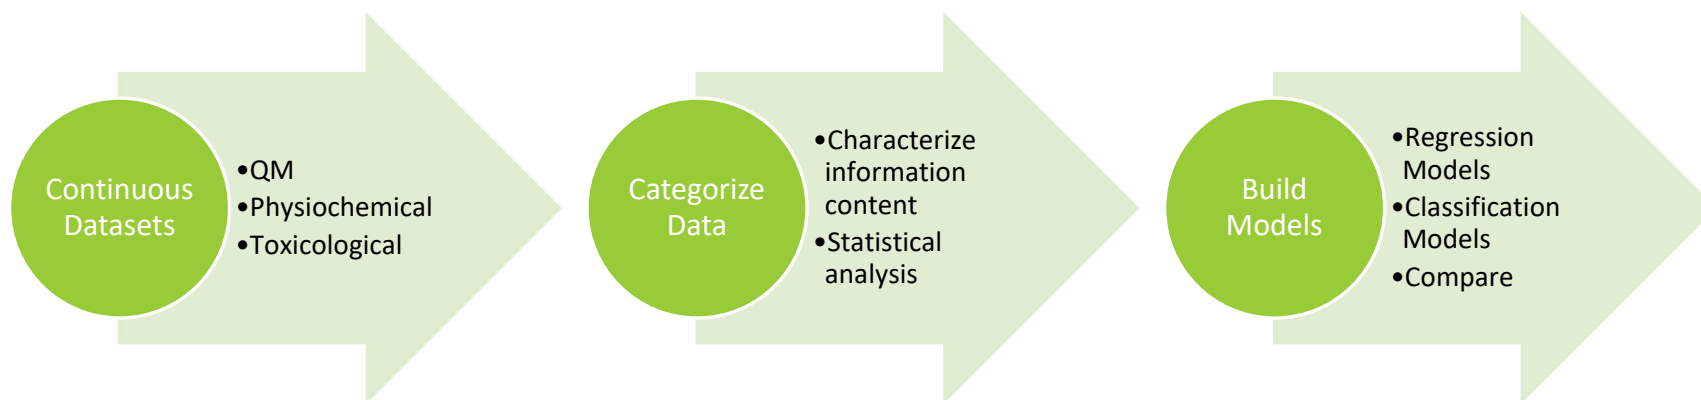 Continuous
Datasets
•QM
•Physiochemical
•Toxicological
Categorize
Data
•Characterize
information
content
•Statistical
analysis
Build
Models
•Regression
Models
•Classification
Models
•Compare